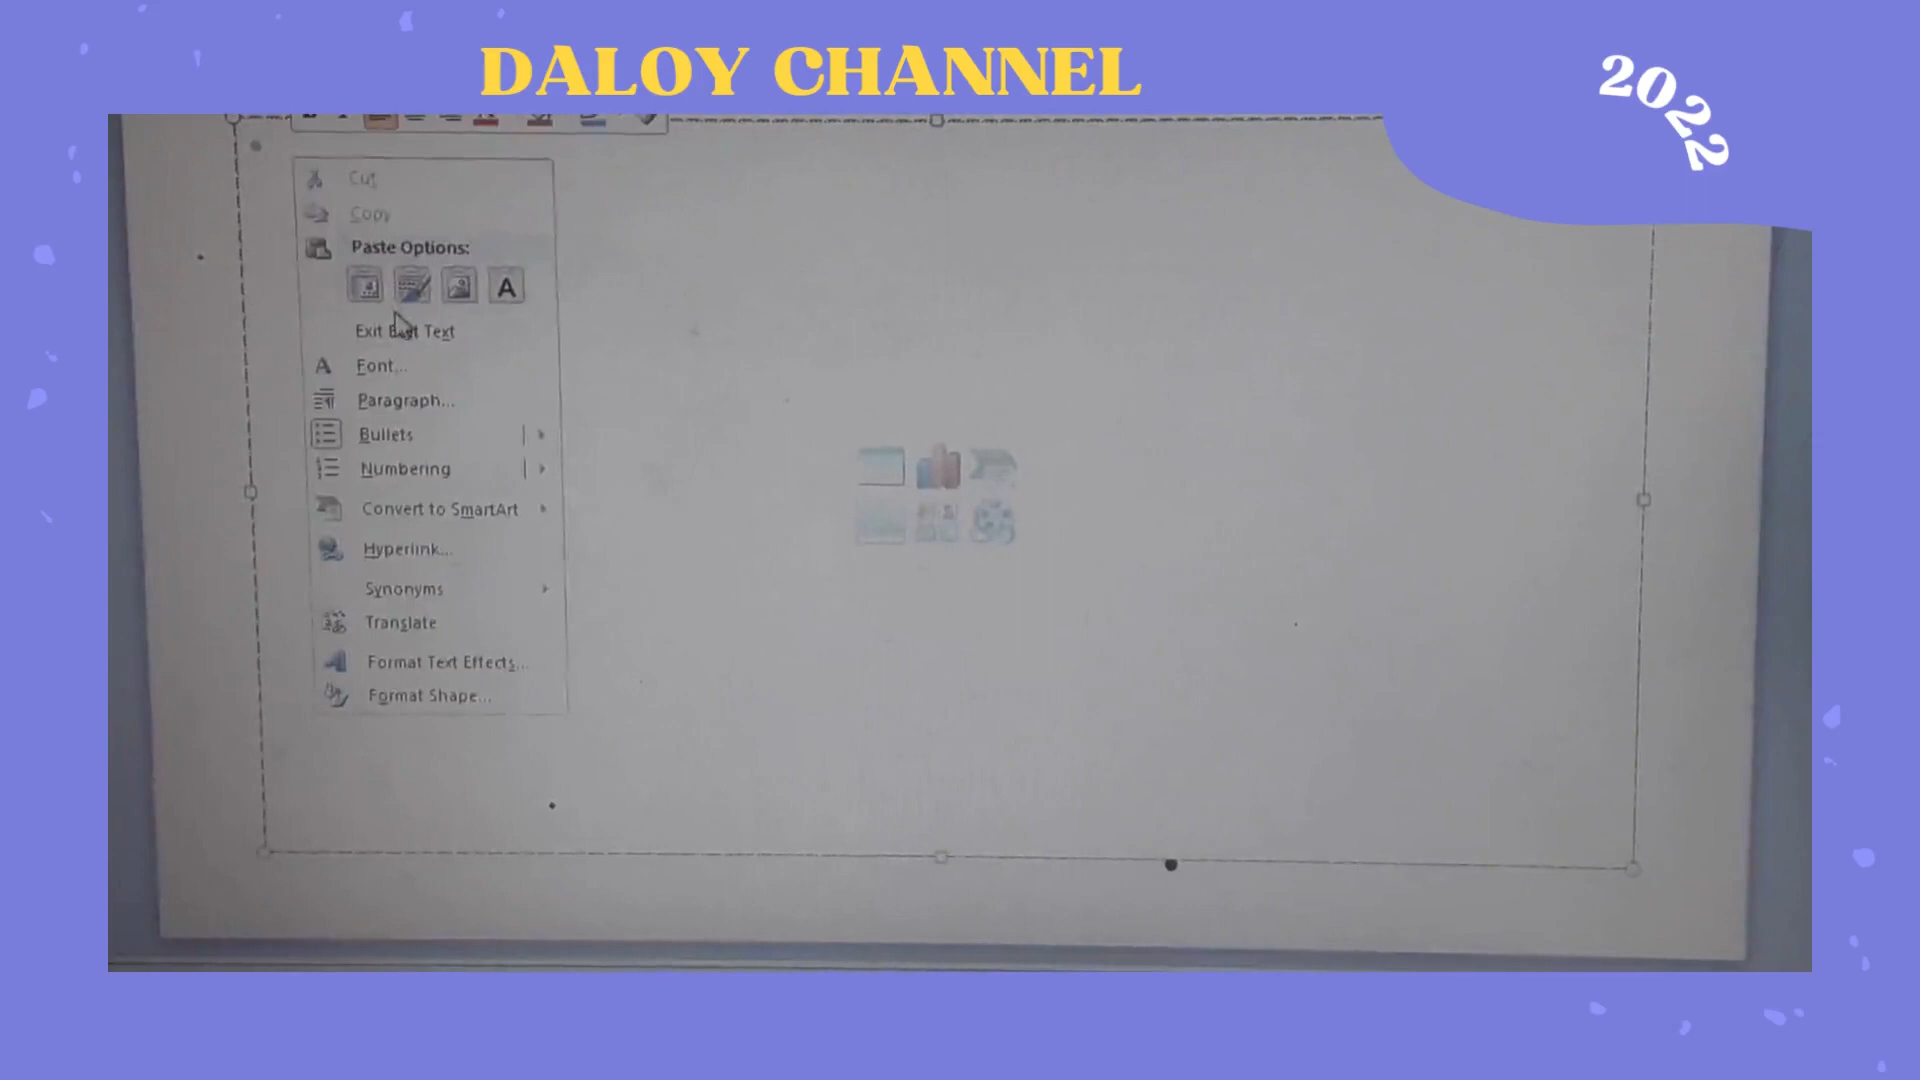 DALOY CHANNEL
2022
Cut
Copy
Paste Options:
A
Exit Edit Text
Font...
Paragraph...
Bullets
Numbering
Convert to SmartArt
Hyperlink...
Synonyms
Translate
Format Text Effects...
Format Shape...